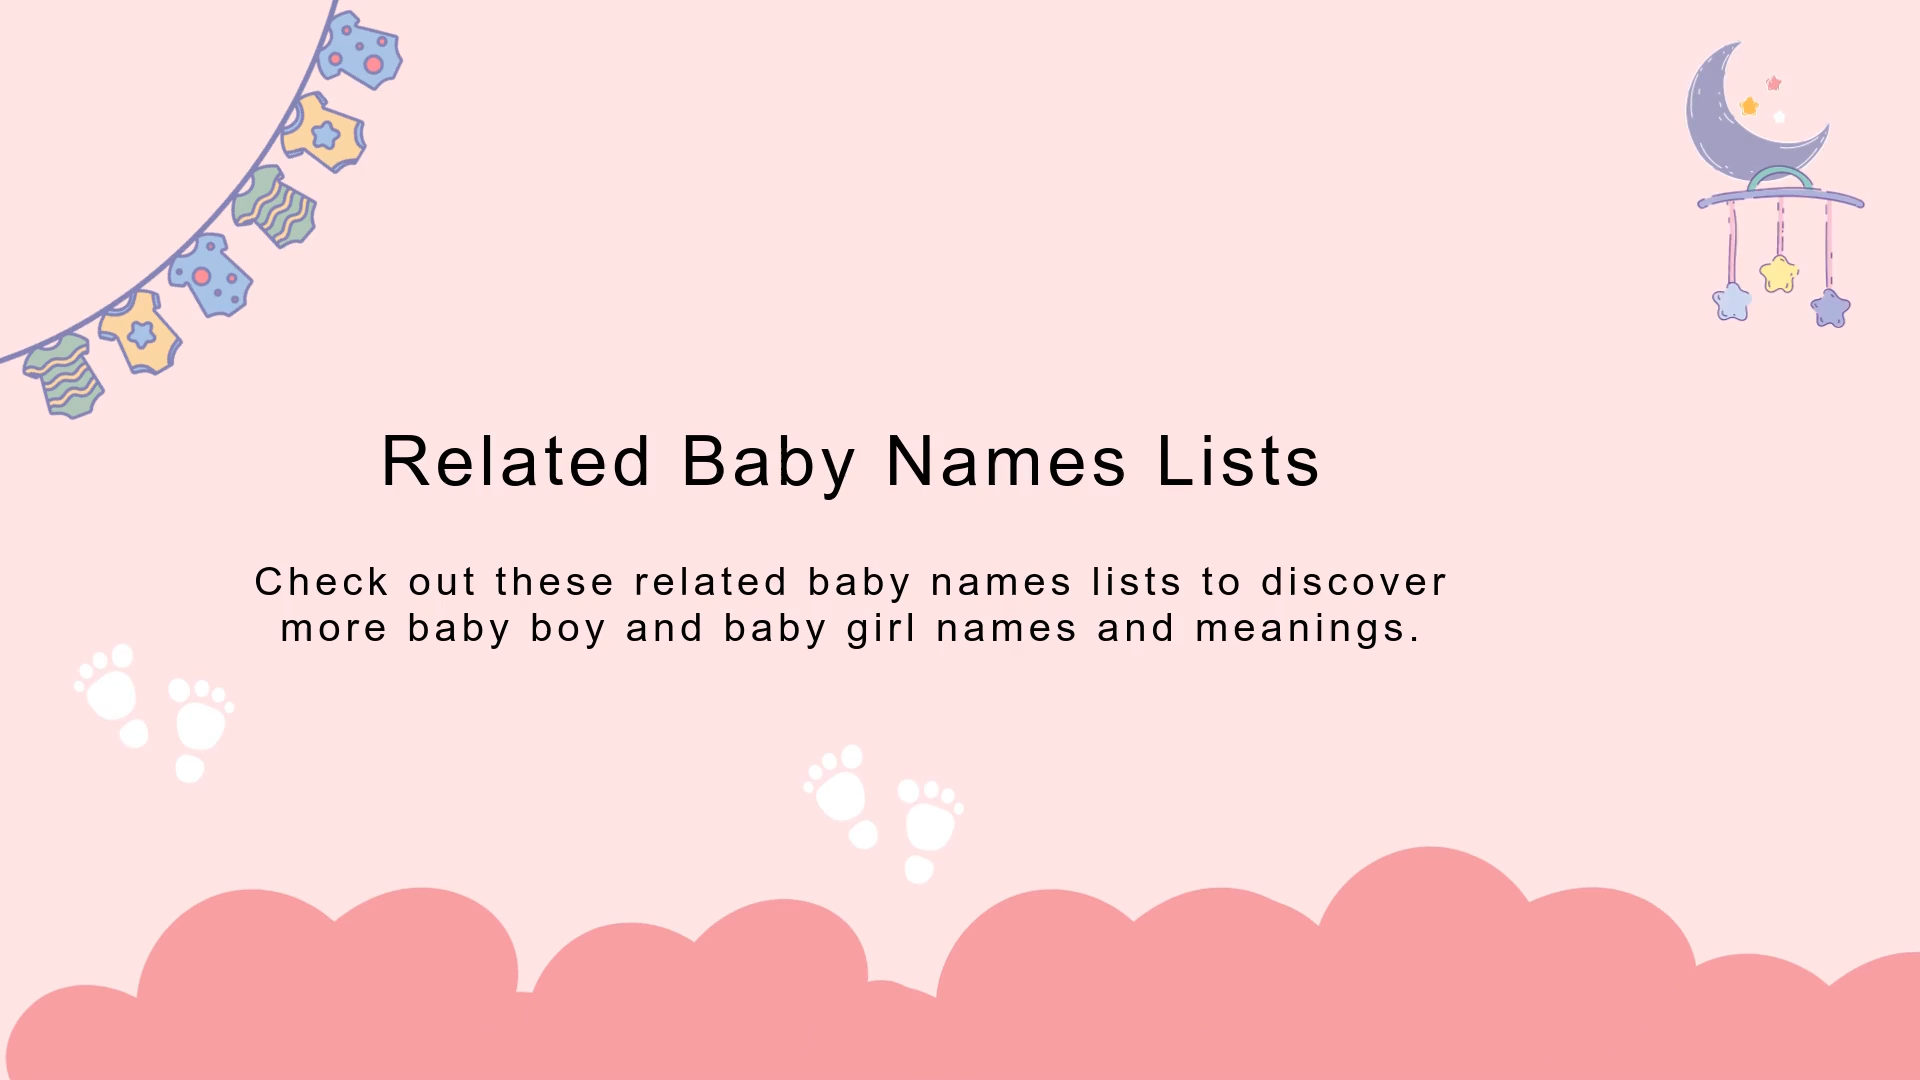 Related Baby Names Lists
Check out these related baby names lists to discover
more baby boy and baby girl names and meanings.